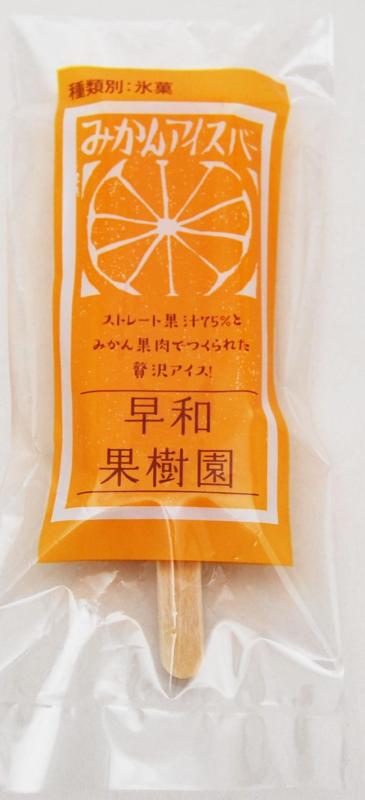 種類別：氷菓
みかんアイスバー
ストレート果汁75%と
みかん果肉でつくられた
贅沢アイス!
早和
果樹園